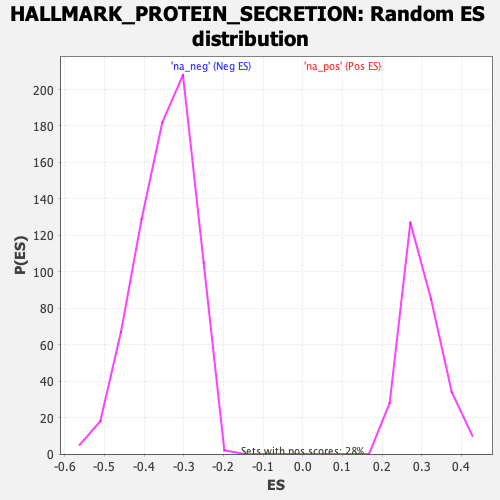 HALLMARK_PROTEIN_SECRETION: Random ES
distribution
'na_neg' (Neg ES)
'na_pos' (Pos ES)
P(ES)
200
180
160
140
120
100
80
60
40
20
0
Sets with pos scores: 28%
-0.6 -0.5 -0.4 -0.3 -0.2 -0.1 0.0 0.1 0.2 0.3 0.4
ES